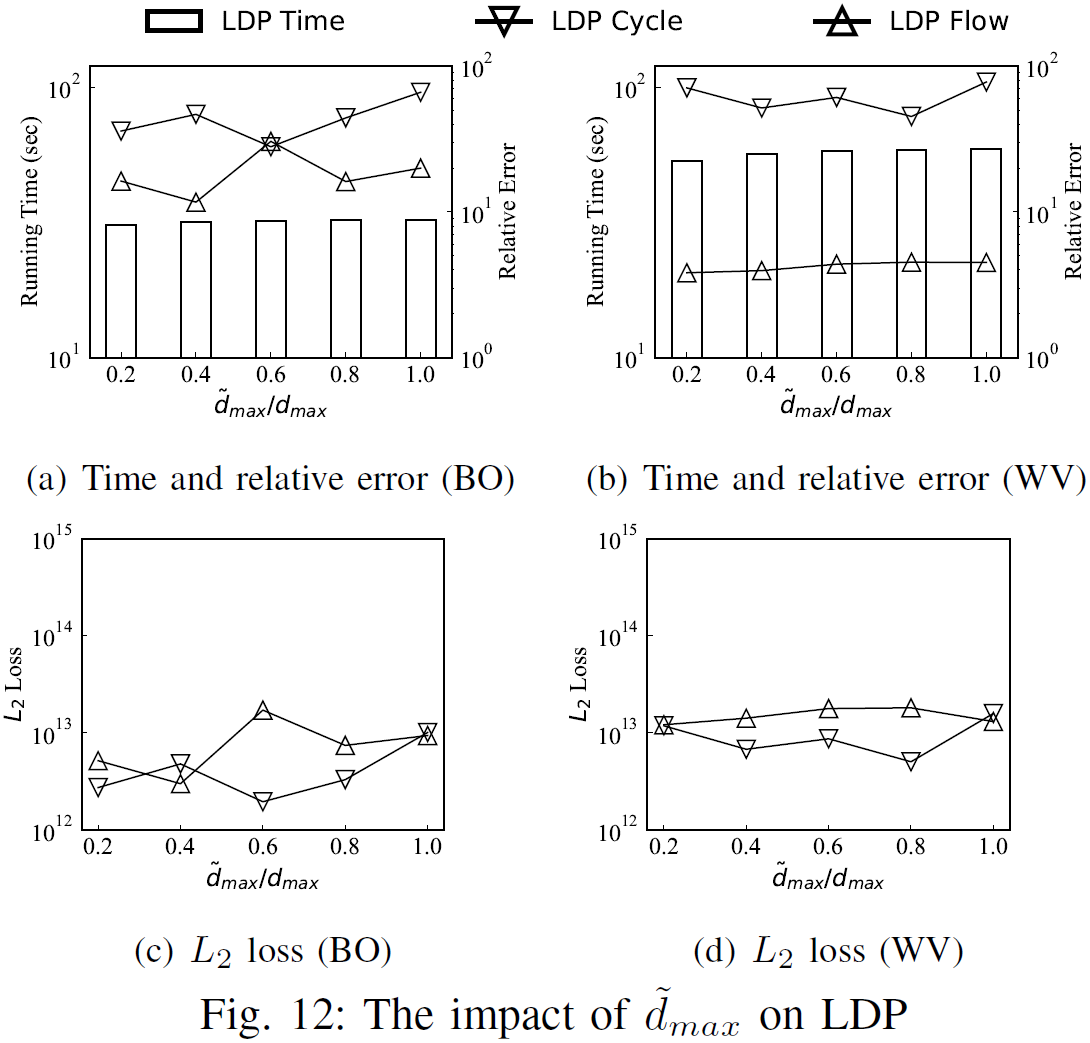 LDP Time LDP Cycle LDP Flow
10² 10² 10² 10²
Running Time (sec) Relative Error Running Time (sec) Relative Error
10¹ 10¹
10¹ 10⁰ 10¹ 10⁰
0.2 0.4 0.6 0.8 1.0 0.2 0.4 0.6 0.8 1.0
d̃ₘₐₓ/dₘₐₓ d̃ₘₐₓ/dₘₐₓ
(a) Time and relative error (BO) (b) Time and relative error (WV)
10¹⁵ 10¹⁵
10¹⁴ 10¹⁴
L₂ Loss L₂ Loss
10¹³ 10¹³
10¹² 10¹²
0.2 0.4 0.6 0.8 1.0 0.2 0.4 0.6 0.8 1.0
d̃ₘₐₓ/dₘₐₓ d̃ₘₐₓ/dₘₐₓ
(c) L₂ loss (BO) (d) L₂ loss (WV)
Fig. 12: The impact of d̃ₘₐₓ on LDP